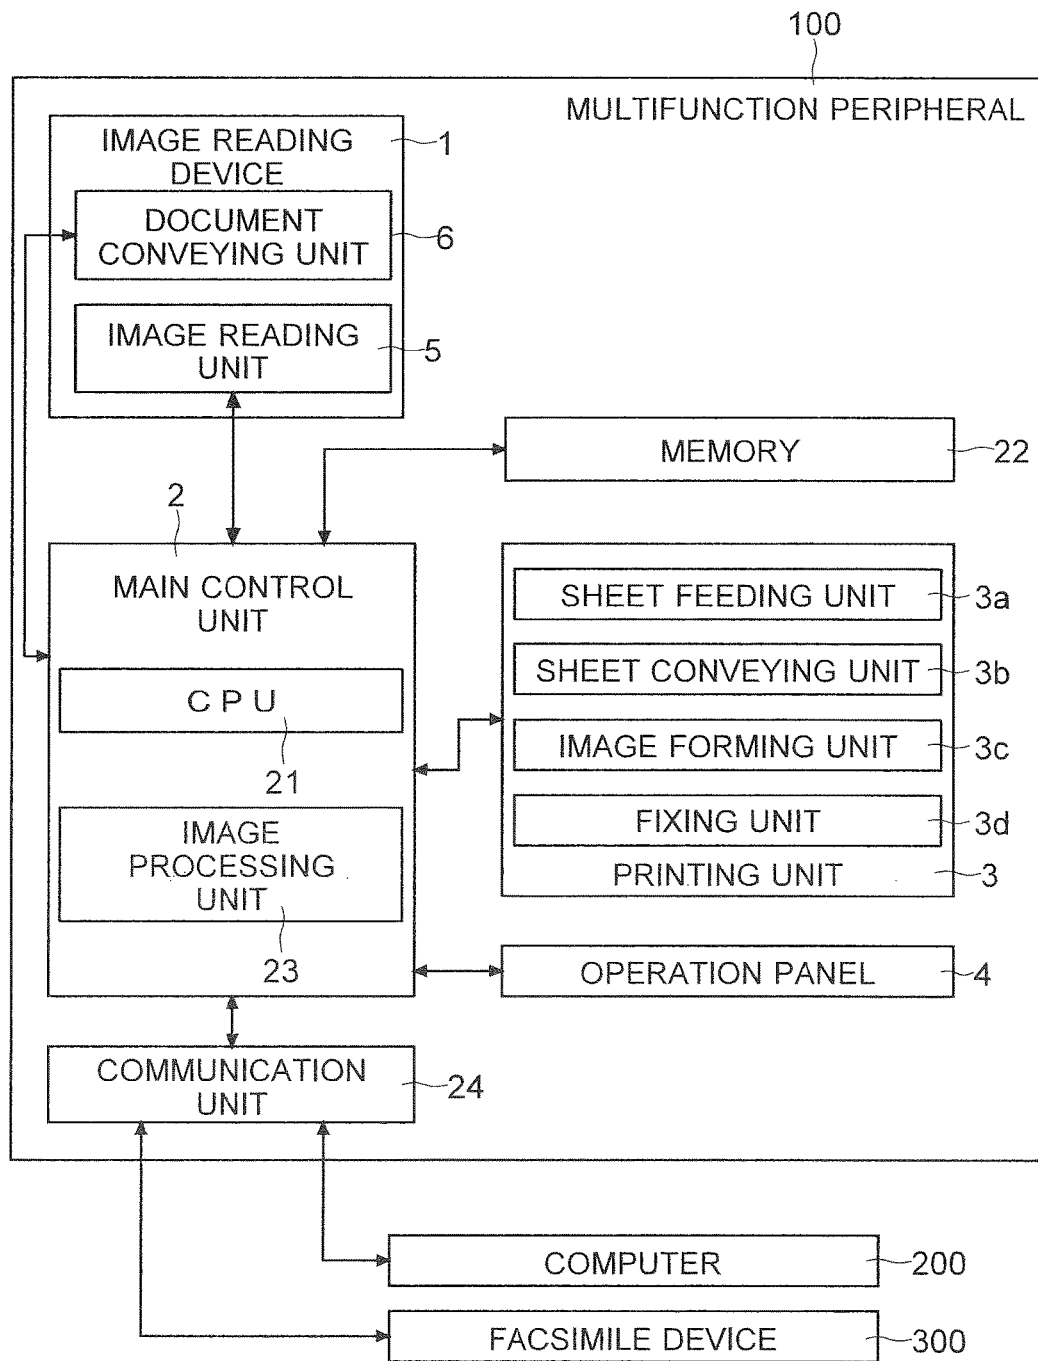 100
MULTIFUNCTION PERIPHERAL
IMAGE READING
DEVICE
1
DOCUMENT
CONVEYING UNIT
6
IMAGE READING
UNIT
5
MEMORY
22
2
MAIN CONTROL
UNIT
CPU
21
IMAGE
PROCESSING
UNIT
23
SHEET FEEDING UNIT
3a
SHEET CONVEYING UNIT
3b
IMAGE FORMING UNIT
3c
FIXING UNIT
3d
PRINTING UNIT
3
OPERATION PANEL
4
COMMUNICATION
UNIT
24
COMPUTER
200
FACSIMILE DEVICE
300